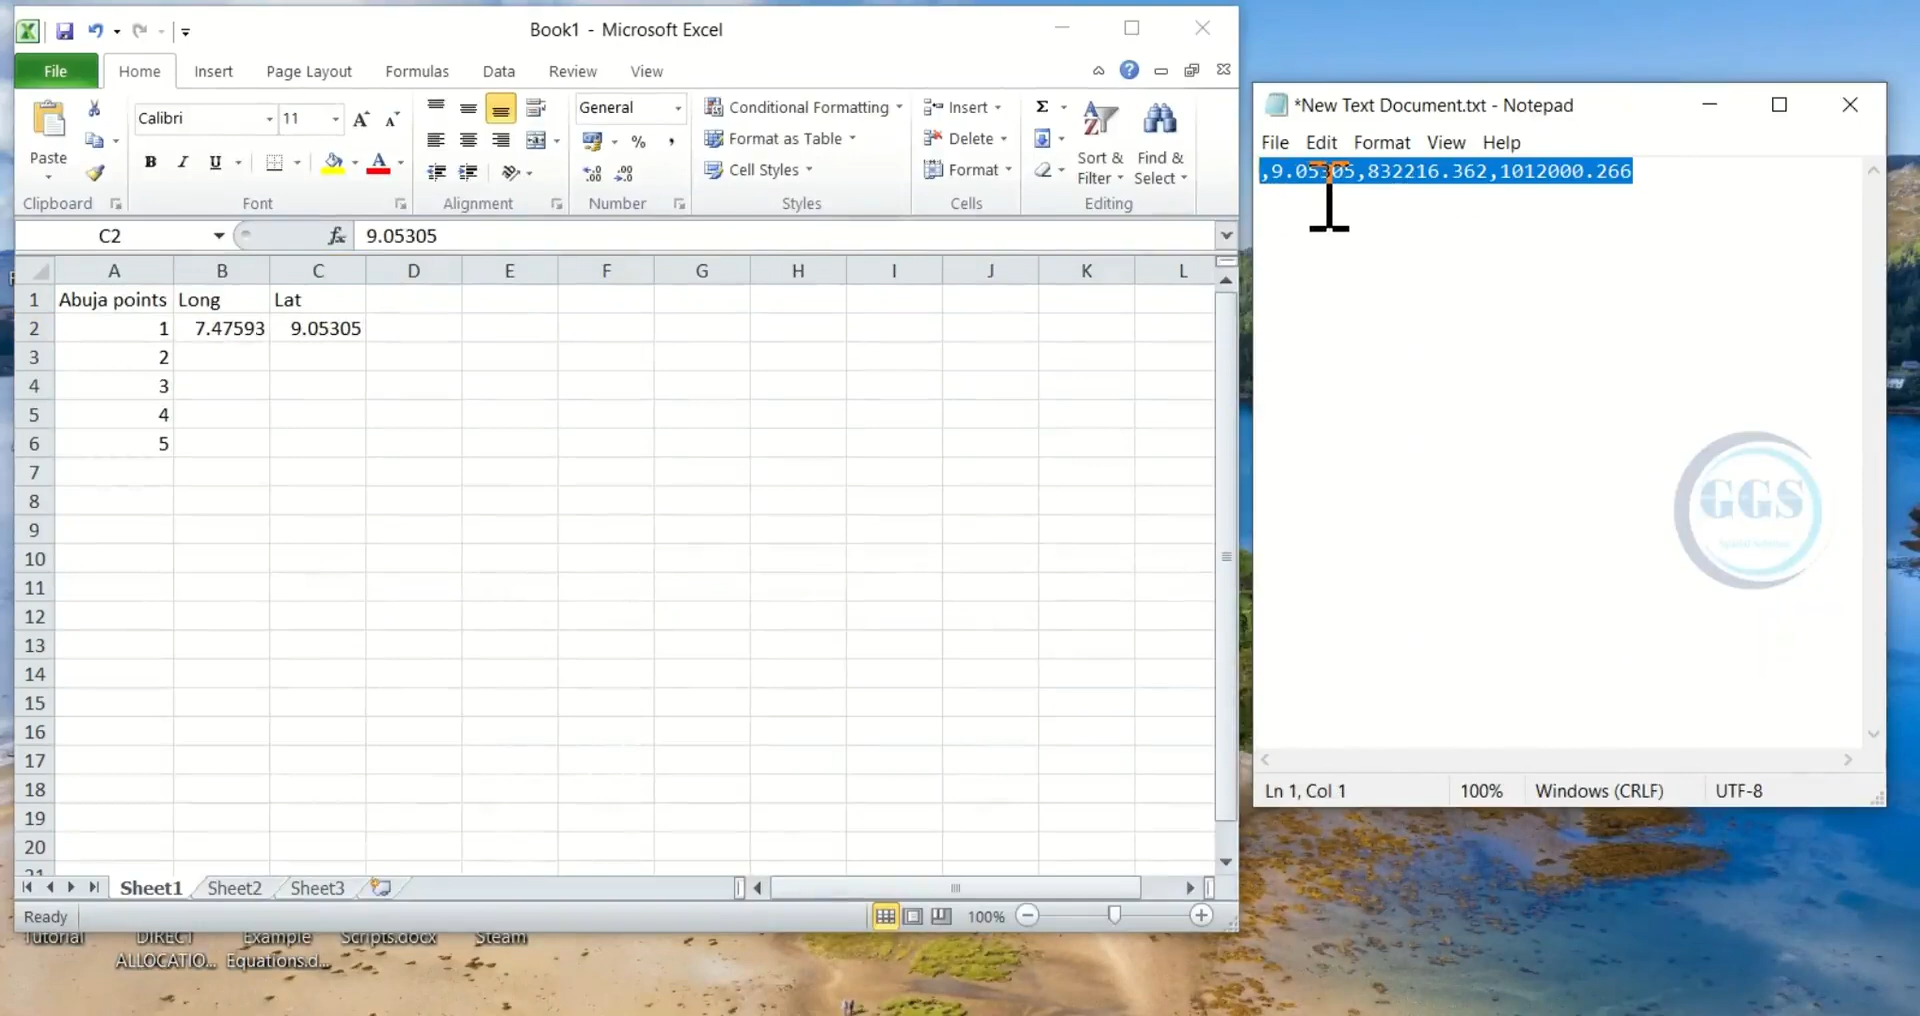 Book1 - Microsoft Excel
File Home Insert Page Layout Formulas Data Review View
Paste
Clipboard
Calibri 11
B I U
Font
Alignment
General
%
Number
Conditional Formatting
Format as Table
Cell Styles
Styles
Insert
Delete
Format
Cells
Sort & Filter
Find & Select
Editing
C2 fx 9.05305
A B C D E F G H I J K L
1 Abuja points Long Lat
2 1 7.47593 9.05305
3 2
4 3
5 4
6 5
7
8
9
10
11
12
13
14
15
16
17
18
19
20
21
Sheet1 Sheet2 Sheet3
Ready 100%
Tutorial DIRECT ALLOCATIO... Example Equations.d... Scripts.docx Steam
*New Text Document.txt - Notepad
File Edit Format View Help
,9.05305,832216.362,1012000.266
GGS
Ln 1, Col 1 100% Windows (CRLF) UTF-8